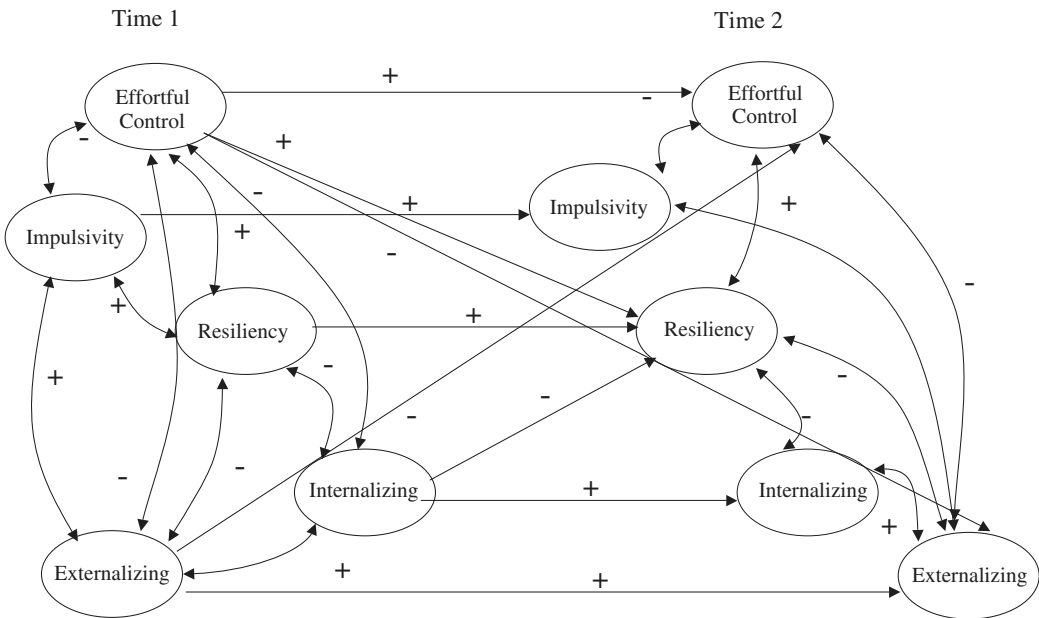 Time 1
Time 2
Effortful
Control
Effortful
Control
+
-
-
+
-
Impulsivity
+
Impulsivity
+
+
-
+
Resiliency
+
Resiliency
-
+
-
-
-
-
-
-
-
Internalizing
+
Internalizing
+
Externalizing
+
+
Externalizing